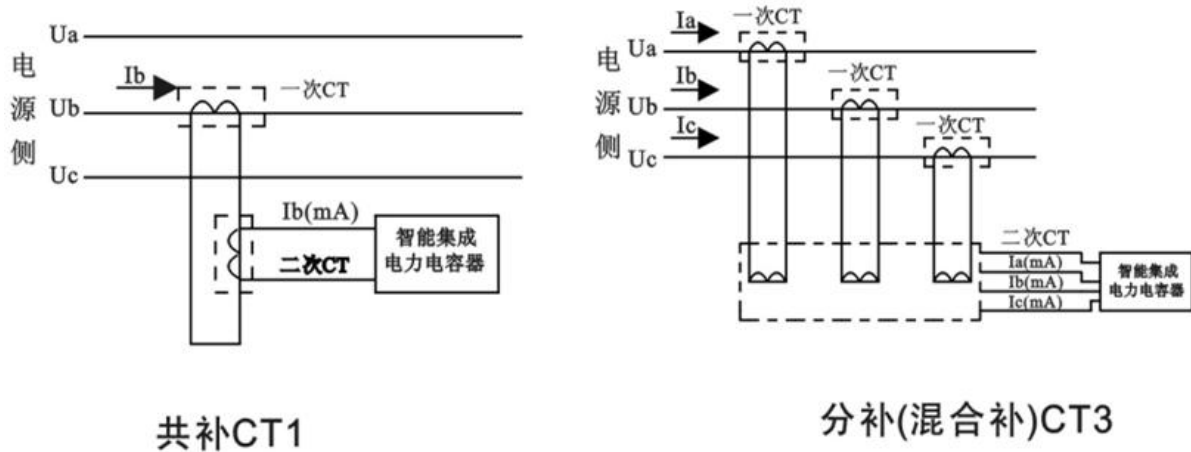 电源侧
Ua
Ib
一次CT
Ub
Uc
Ib(mA)
二次CT
智能集成
电力电容器
共补CT1
电源侧
Ia
一次CT
Ua
Ib
一次CT
Ub
Ic
一次CT
Uc
二次CT
Ia(mA)
Ib(mA)
Ic(mA)
智能集成
电力电容器
分补(混合补)CT3